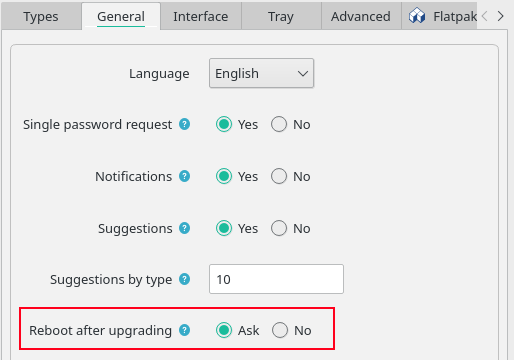 Types General Interface Tray Advanced Flatpak
Language English
Single password request ? Yes No
Notifications ? Yes No
Suggestions ? Yes No
Suggestions by type ? 10
Reboot after upgrading ? Ask No